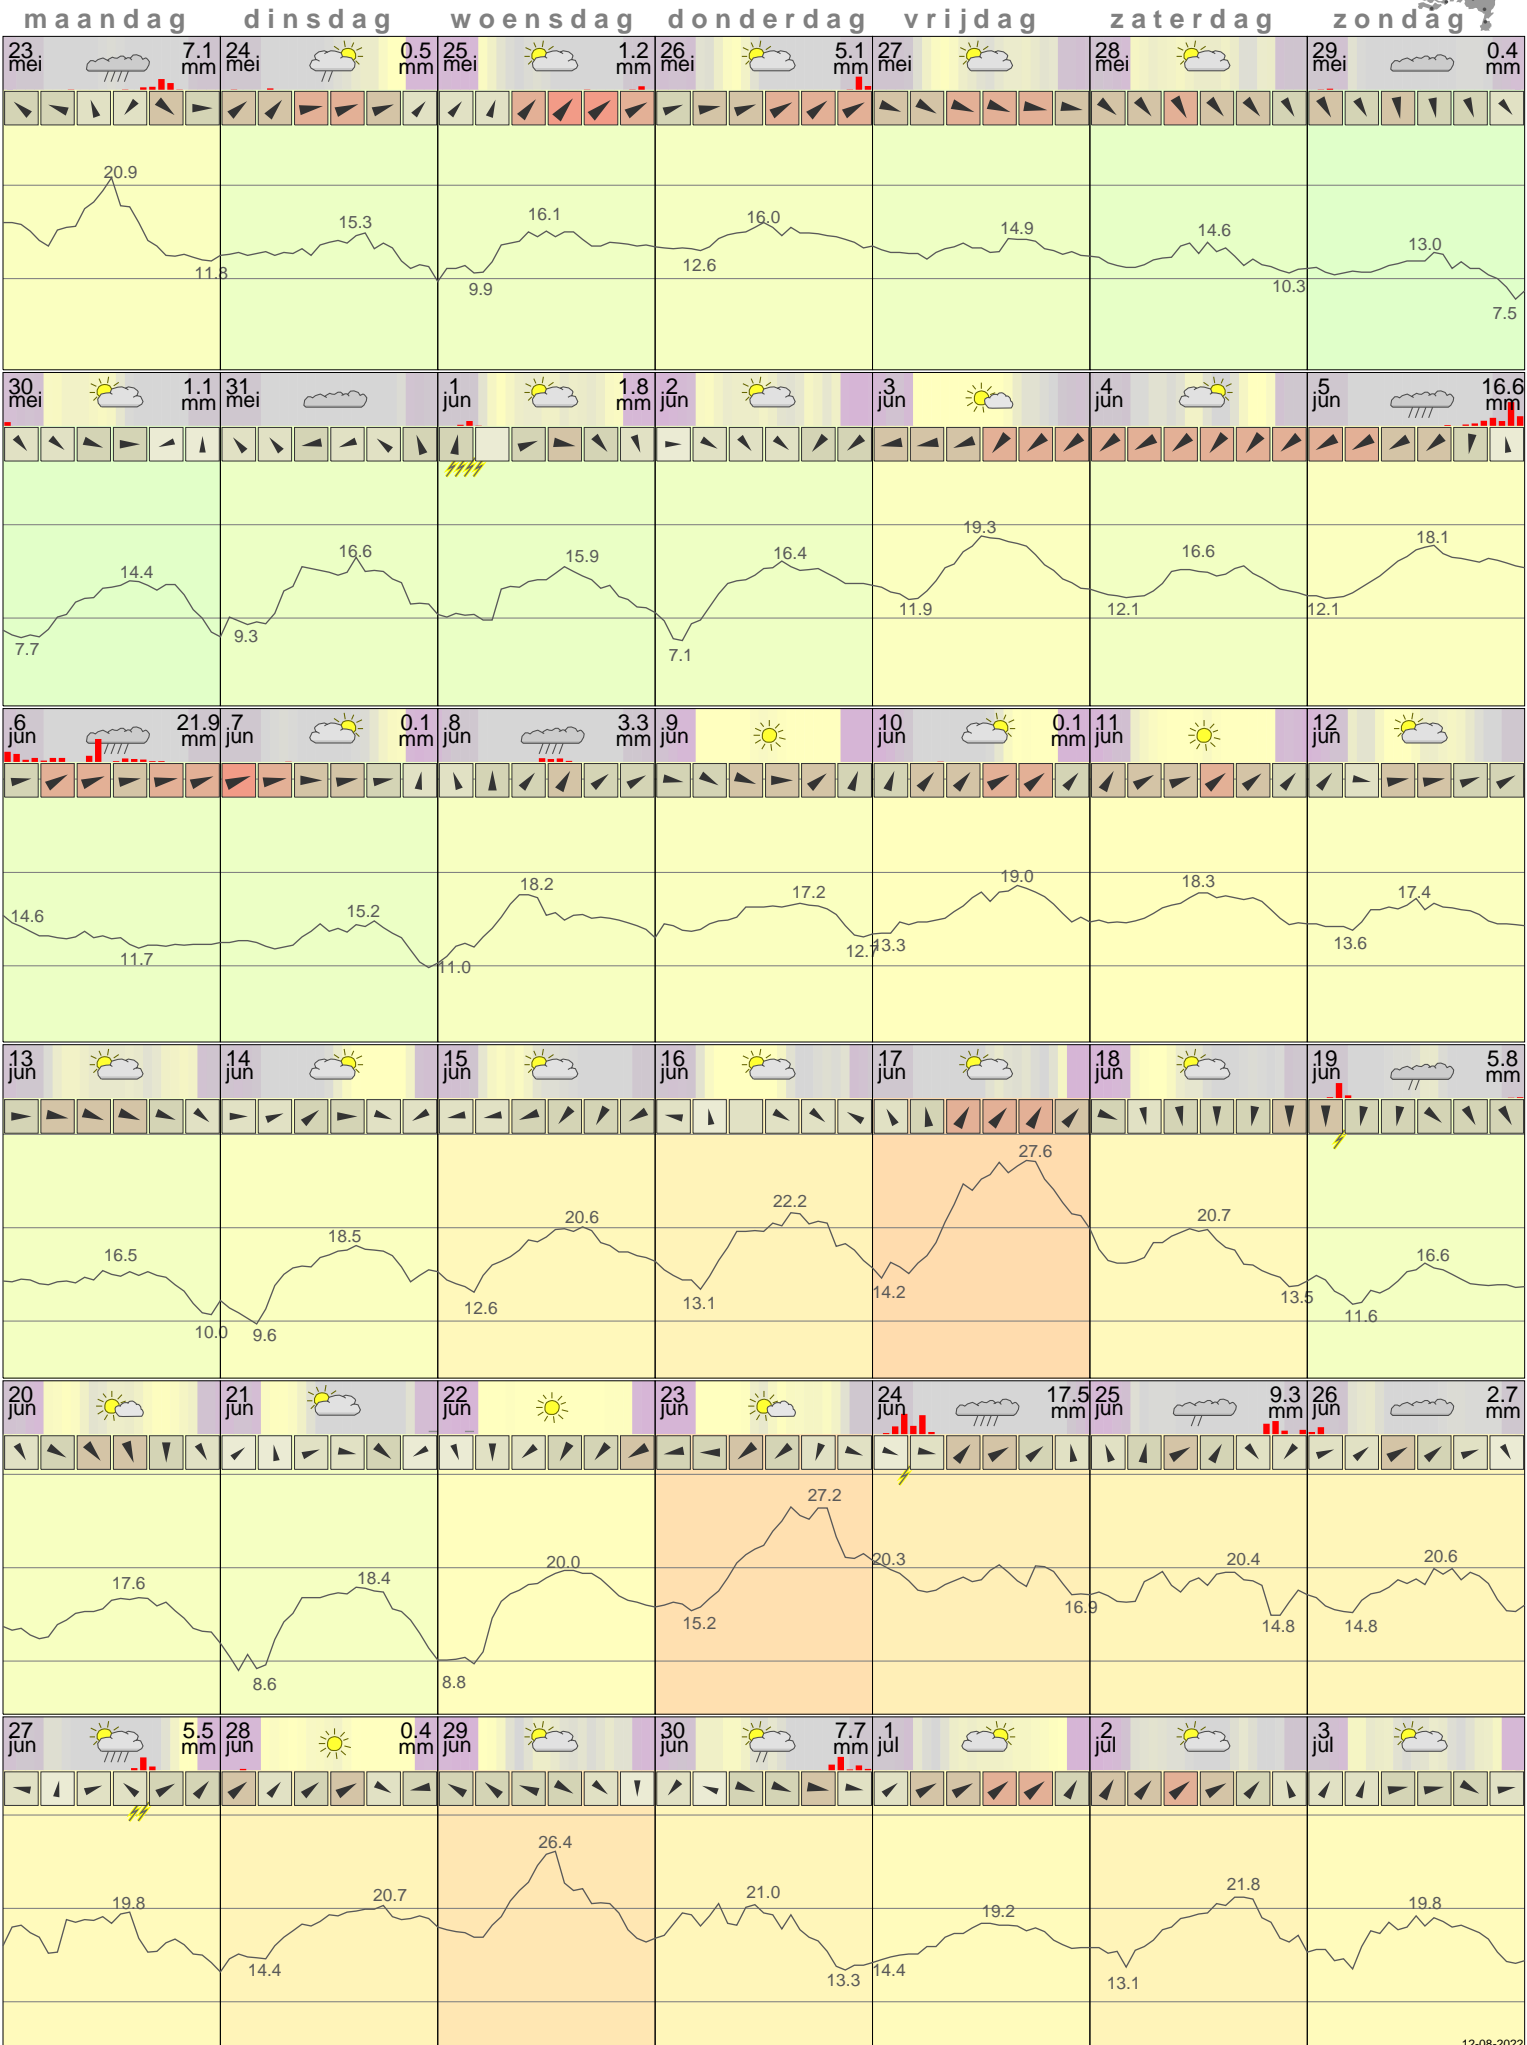 maandag dinsdag woensdag donderdag vrijdag zaterdag zondag
23 7.1 24 0.5 25 1.2 26 5.1 27 28 29 0.4
mei mm mei mm mei mm mei mm mei mei mei mm
20.9
15.3 16.1 16.0 14.9 14.6 13.0
11.8 9.9 12.6 10.3 7.5
30 1.1 31 1 1.8 2 3 4 5 16.6
mei mm mei jun mm jun jun jun jun mm
14.4 16.6 15.9 16.4 19.3 16.6 18.1
7.7 9.3 7.1 11.9 12.1 12.1
6 21.9 7 0.1 8 3.3 9 10 0.1 11 12
jun mm jun mm jun mm jun jun mm jun jun
14.6 15.2 18.2 17.2 19.0 18.3 17.4
11.7 11.0 12.7 13.3 13.6
13 14 15 16 17 18 19 5.8
jun jun jun jun jun jun jun mm
16.5 18.5 20.6 22.2 27.6 20.7 16.6
10.0 9.6 12.6 13.1 14.2 13.5 11.6
20 21 22 23 24 17.5 25 9.3 26 2.7
jun jun jun jun jun mm jun mm jun mm
17.6 18.4 20.0 27.2 20.3 20.4 20.6
8.6 8.8 15.2 16.9 14.8 14.8
27 5.5 28 0.4 29 30 7.7 1 2 3
jun mm jun mm jun jun mm jul jul jul
19.8 20.7 26.4 21.0 19.2 21.8 19.8
14.4 13.3 14.4 13.1
12-08-2022